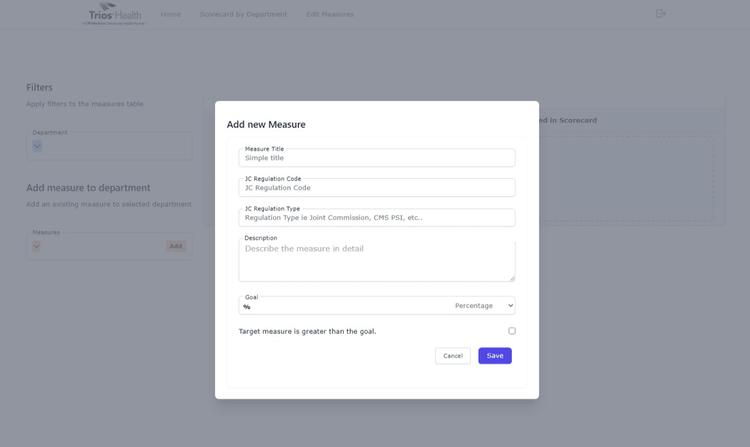 Trios Health
Home
Scorecard by Department
Edit Measures
Filters
Apply filters to the measures table
Department
Add measure to department
Add an existing measure to selected department
Measures
Add
ed in Scorecard
Add new Measure
Measure Title
Simple title
JC Regulation Code
JC Regulation Code
JC Regulation Type
Regulation Type ie Joint Commission, CMS PSI, etc..
Description
Describe the measure in detail
Goal
%
Percentage
Target measure is greater than the goal.
Cancel
Save